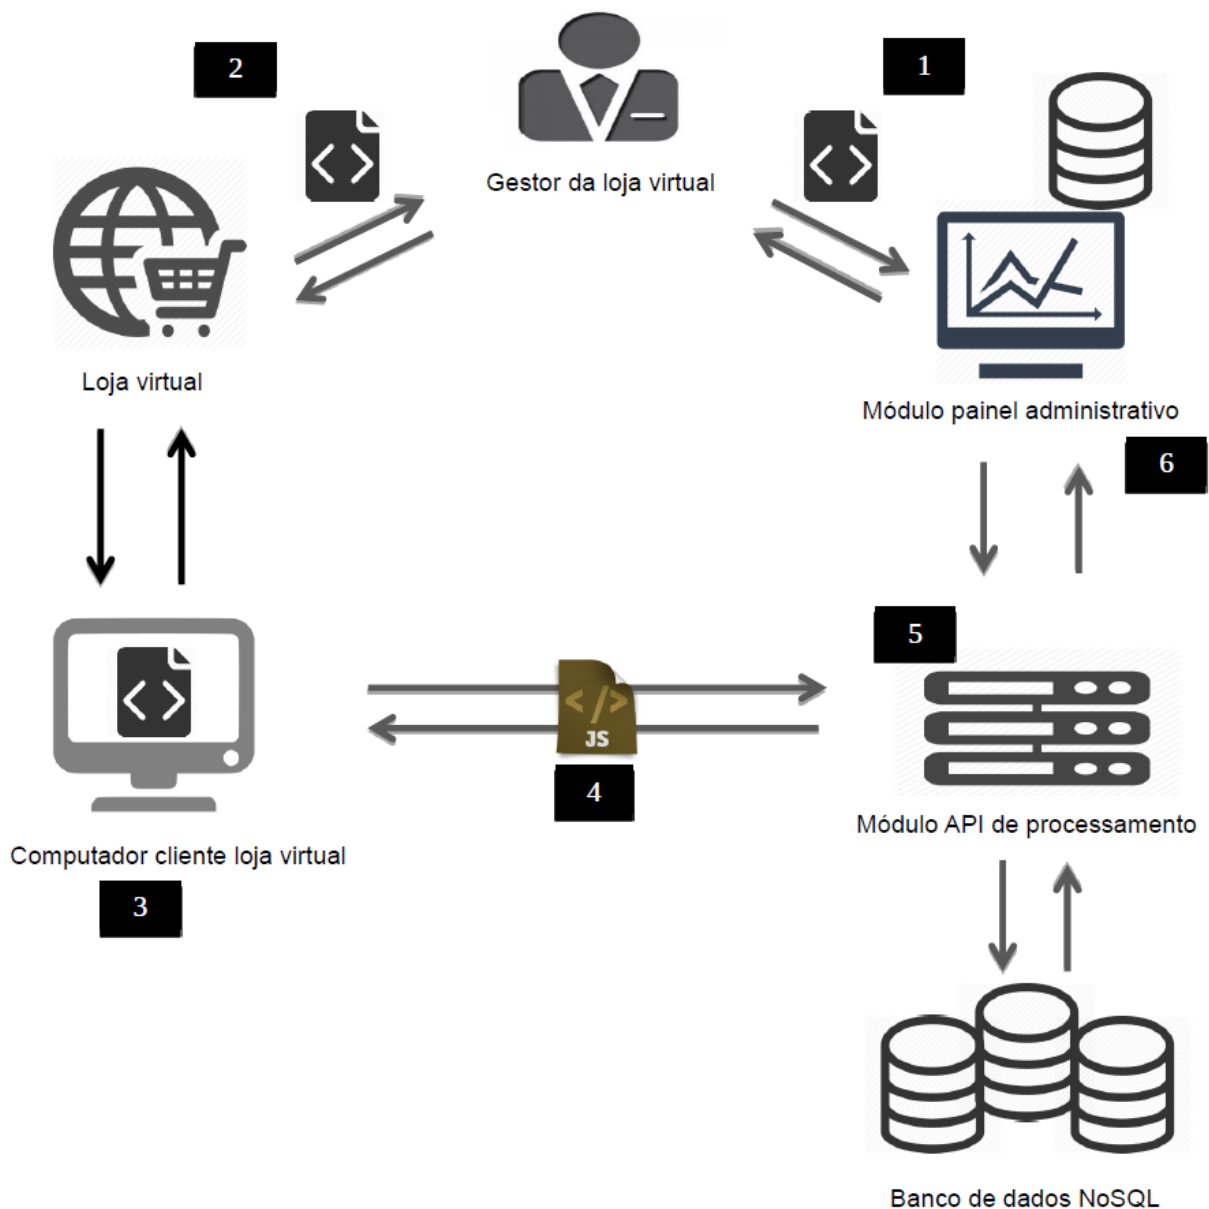 2
1
Gestor da loja virtual
Loja virtual
Módulo painel administrativo
6
5
</>
JS
4
Módulo API de processamento
Computador cliente loja virtual
3
Banco de dados NoSQL